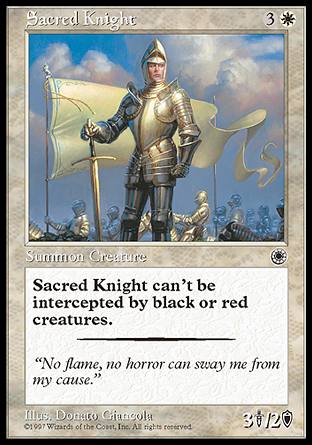 Sacred Knight 3
Summon Creature
Sacred Knight can't be
intercepted by black or red
creatures.
“No flame, no horror can sway me from
my cause.”
Illus. Donato Giancola
©1997 Wizards of the Coast, Inc. All rights reserved.
3/2